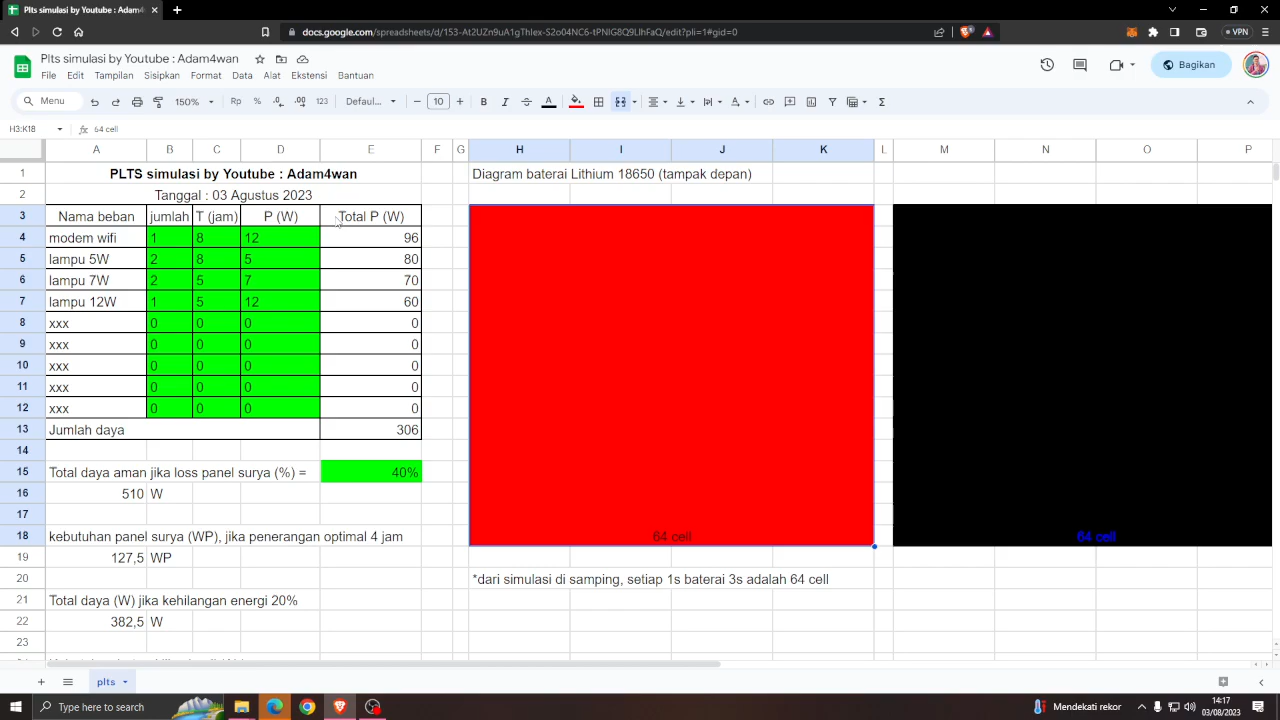 Plts simulasi by Youtube : Adam4
docs.google.com/spreadsheets/d/153-At2UZn9uA1gThlex-S2o04NC6-tPNlG8Q9LlhFaQ/edit?pli=1#gid=0
VPN
Plts simulasi by Youtube : Adam4wan
File Edit Tampilan Sisipkan Format Data Alat Ekstensi Bantuan
Bagikan
Menu 150% Rp % .0 .00 123 Defaul... − 10 + B I A Σ
H3:K18 fx 64 cell
A B C D E F G H I J K L M N O P
1 PLTS simulasi by Youtube : Adam4wan Diagram baterai Lithium 18650 (tampak depan)
2 Tanggal : 03 Agustus 2023
3 Nama beban jumlah T (jam) P (W) Total P (W)
4 modem wifi 1 8 12 96
5 lampu 5W 2 8 5 80
6 lampu 7W 2 5 7 70
7 lampu 12W 1 5 12 60
8 xxx 0 0 0 0
9 xxx 0 0 0 0
10 xxx 0 0 0 0
11 xxx 0 0 0 0
12 xxx 0 0 0 0
13 Jumlah daya 306
14
15 Total daya aman jika loss panel surya (%) = 40%
16 510 W
17
18 kebutuhan panel surya (WP), jika penerangan optimal 4 jam 64 cell 64 cell
19 127,5 WP
20 *dari simulasi di samping, setiap 1s baterai 3s adalah 64 cell
21 Total daya (W) jika kehilangan energi 20%
22 382,5 W
23
plts
Type here to search
Mendekati rekor
14:17
03/08/2023